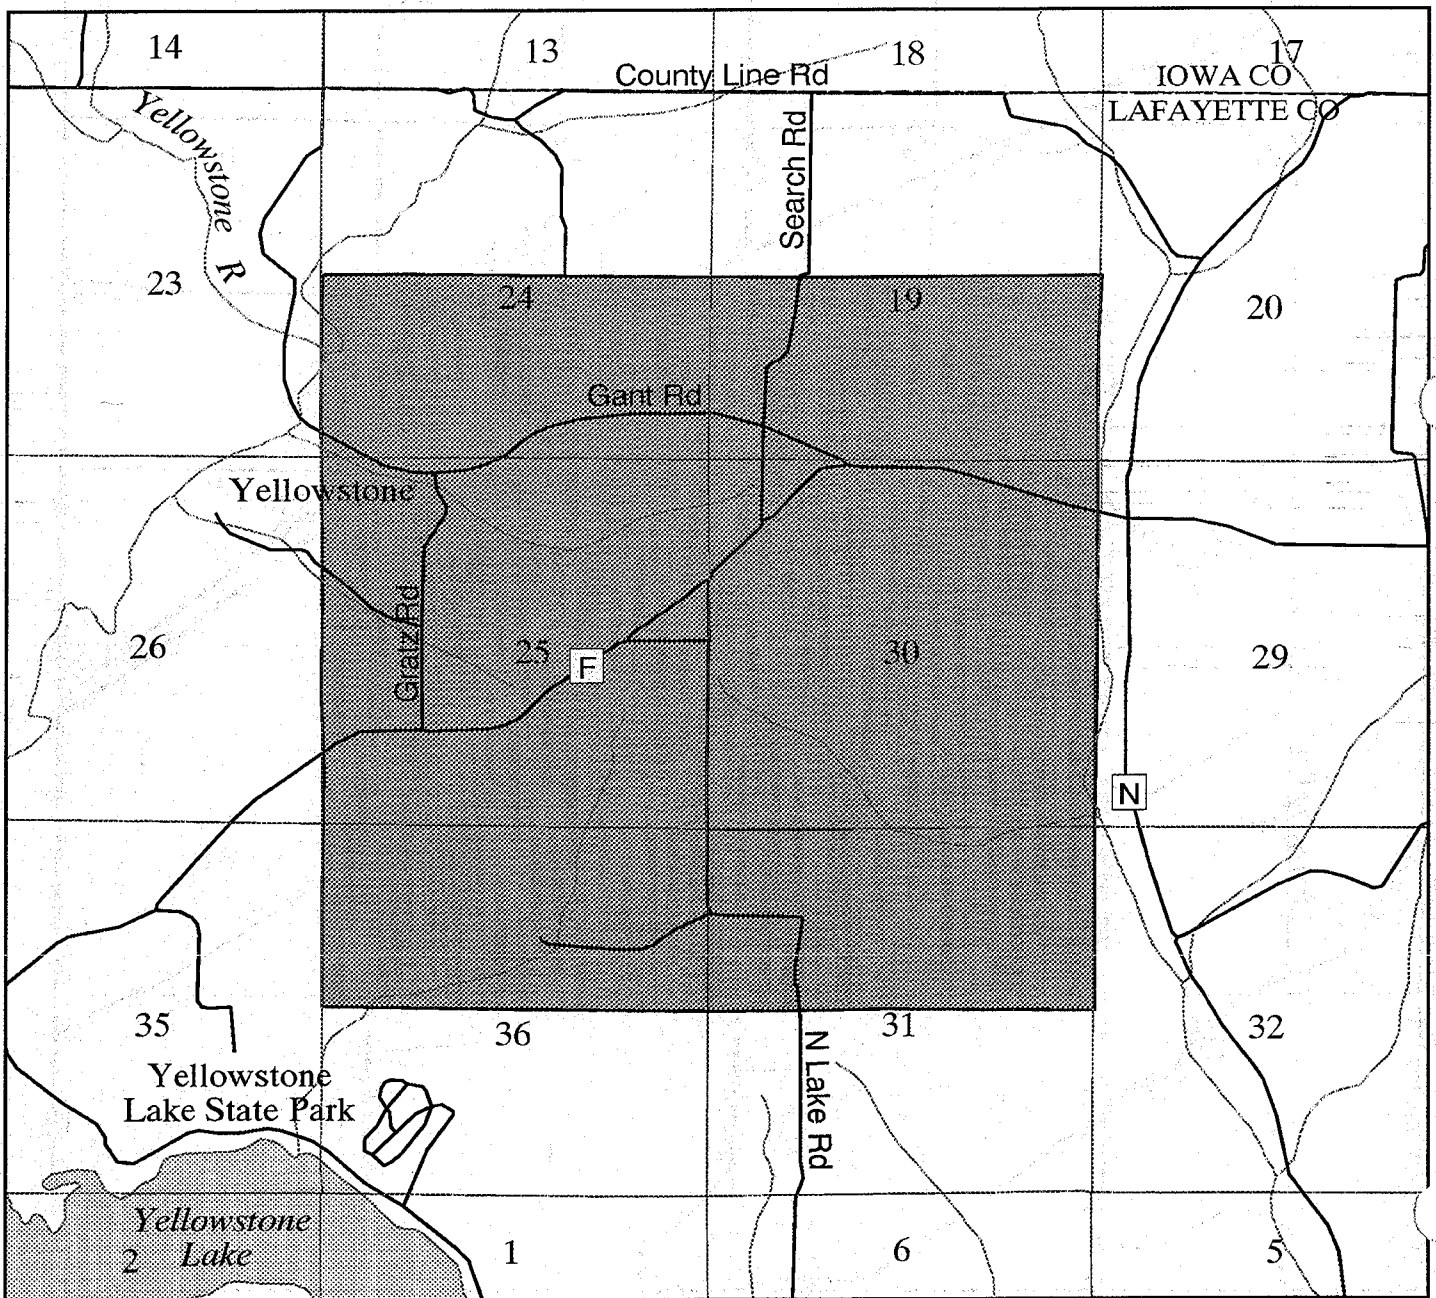 14
13
18
17
County Line Rd
IOWA CO
LAFAYETTE CO
Yellowstone R
Search Rd
23
24
19
20
Gant Rd
Yellowstone
Gratz Rd
26
25
F
30
29
N
35
36
31
32
Yellowstone
Lake State Park
N Lake Rd
Yellowstone
Lake
2
1
6
5